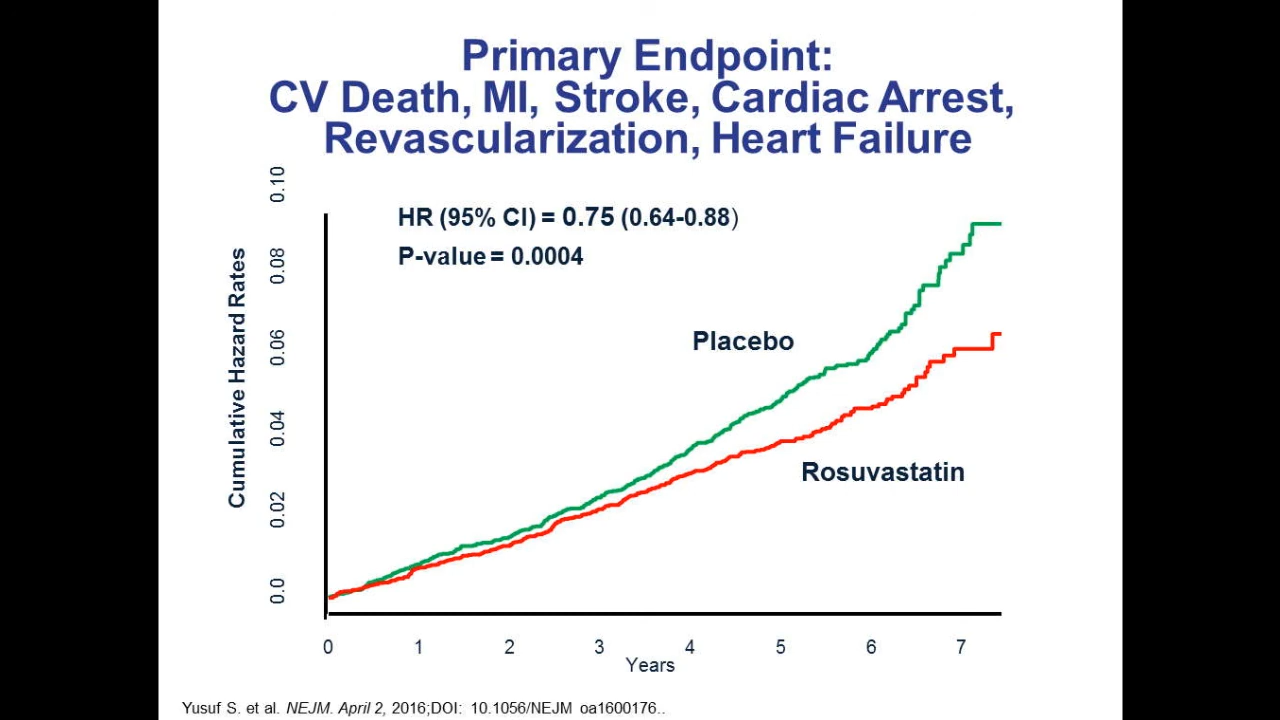 Primary Endpoint:
CV Death, MI, Stroke, Cardiac Arrest,
Revascularization, Heart Failure
HR (95% CI) = 0.75 (0.64-0.88)
P-value = 0.0004
Cumulative Hazard Rates
0.10
0.08
0.06
0.04
0.02
0.0
Placebo
Rosuvastatin
0 1 2 3 4 5 6 7
Years
Yusuf S. et al. NEJM. April 2, 2016;DOI: 10.1056/NEJM oa1600176..